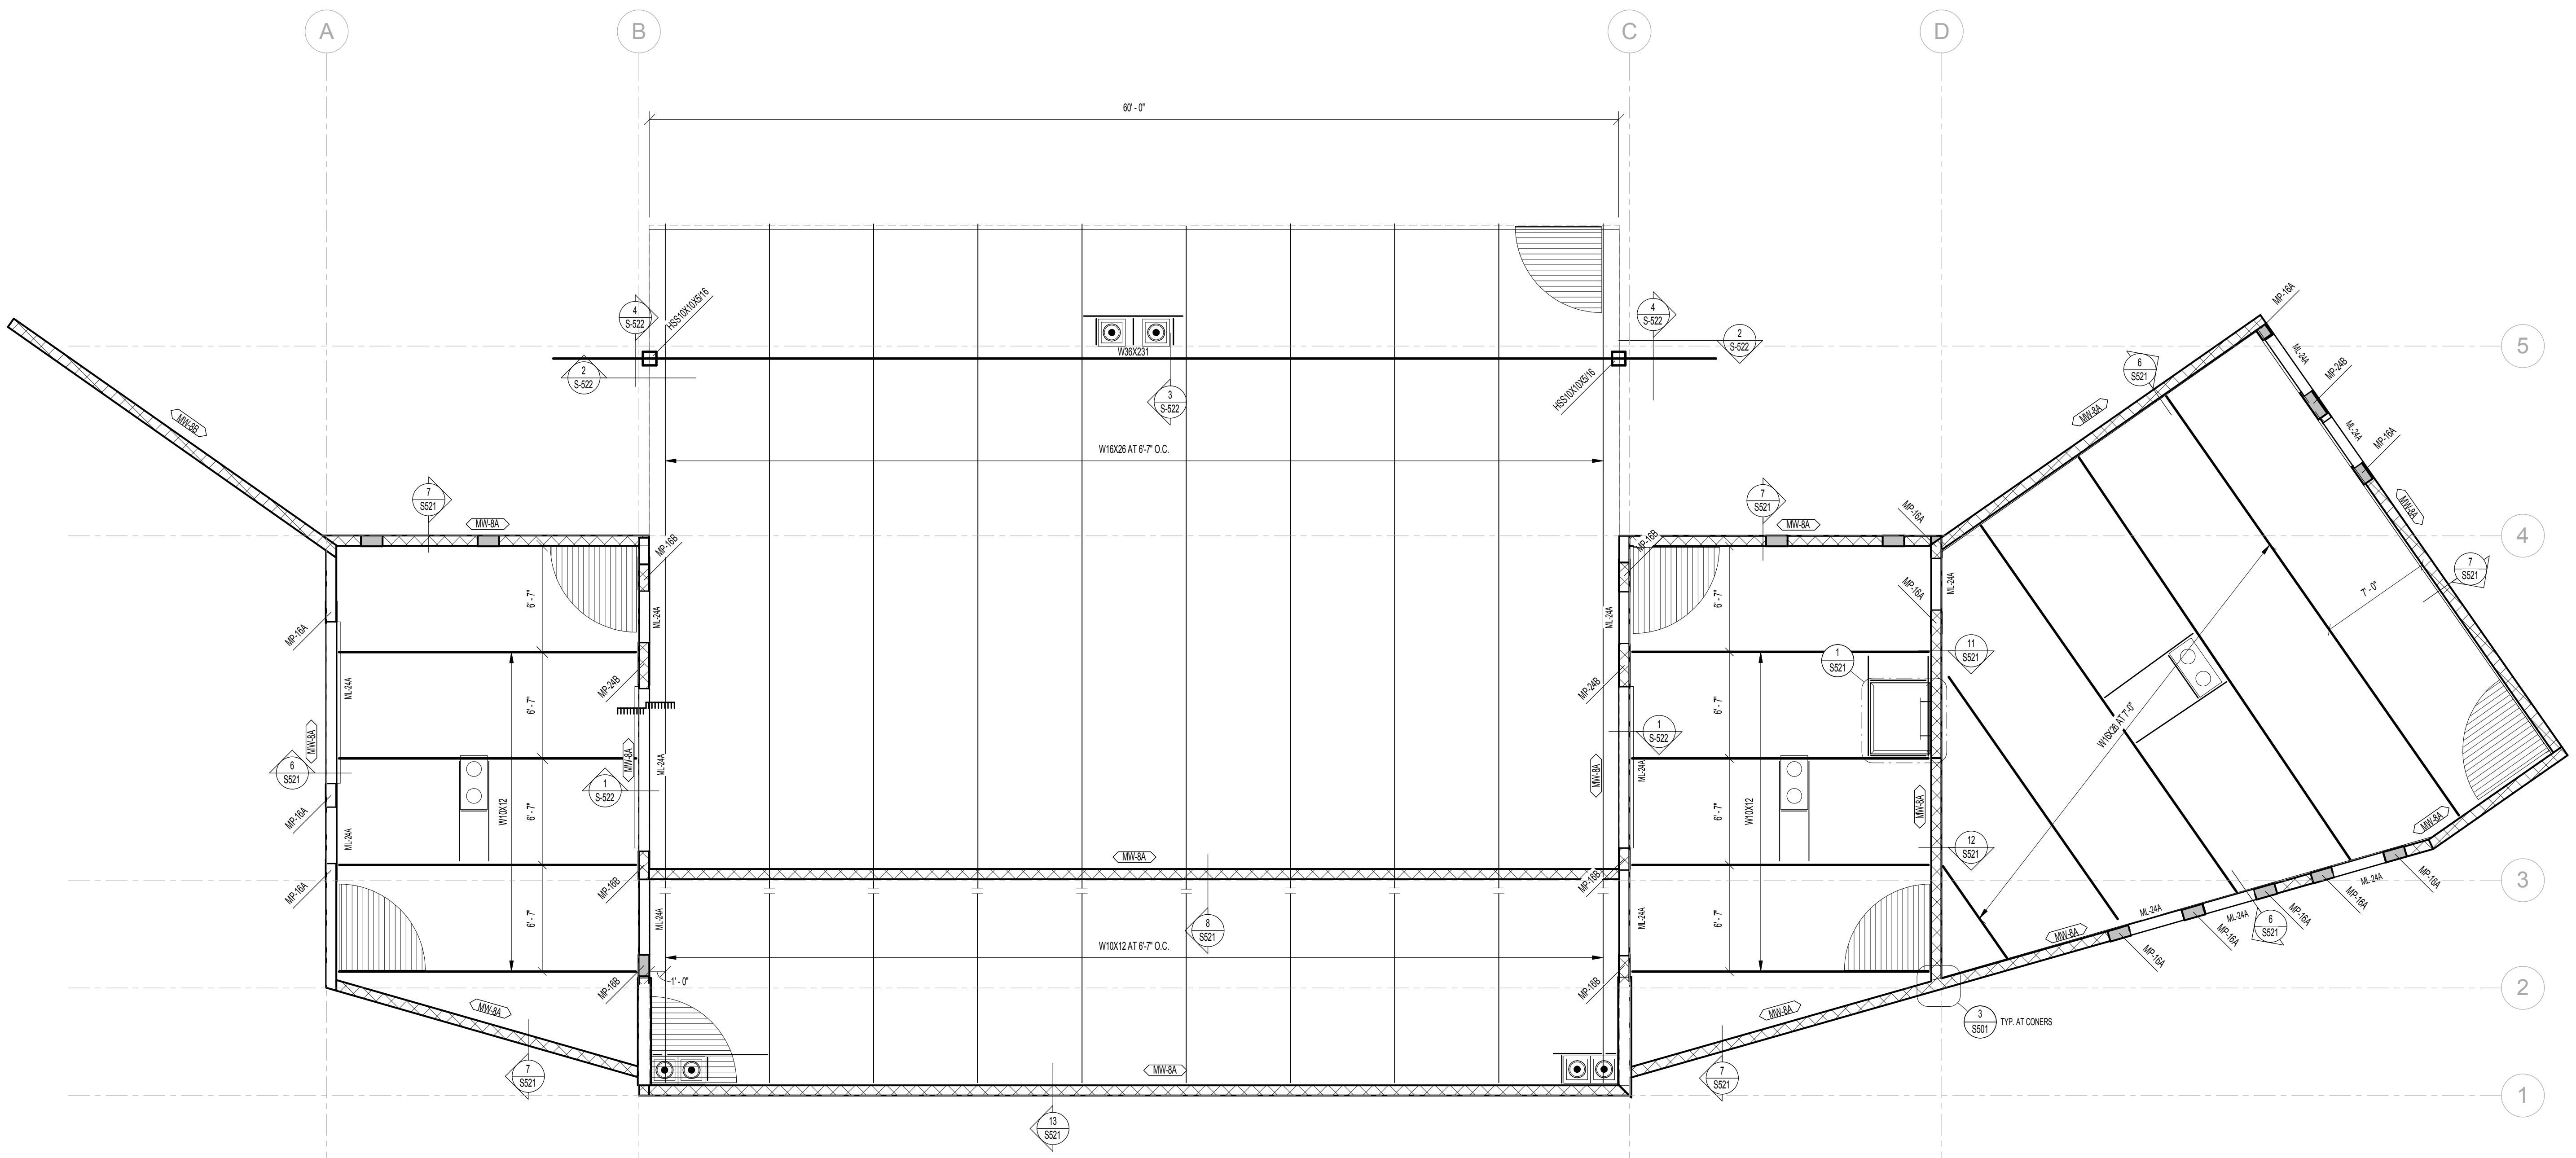 A
B
C
D
60' - 0"
5
4
3
2
1
HSS10X10X5/16
4
S-522
2
S-522
W36X231
3
S-522
4
S-522
2
S-522
HSS10X10X5/16
W16X26 AT 6'-7" O.C.
MW-8B
7
S521
MW-8A
MP-16B
MP-16A
ML-24A
MW-8A
6
S521
MP-16A
ML-24A
MP-16A
6' - 7"
6' - 7"
6' - 7"
6' - 7"
W10X12
ML-24A
MP-24B
MW-8A
ML-24A
1
S-522
MP-16B
ML-24A
MP-16B
1' - 0"
MW-8A
7
S521
MW-8A
8
S521
W10X12 AT 6'-7" O.C.
MW-8A
13
S521
MP-16B
7
S521
MW-8A
MP-16A
ML-24A
MP-16A
ML-24A
MP-24B
1
S-522
MW-8A
ML-24A
MP-16B
ML-24A
MP-16B
6' - 7"
6' - 7"
6' - 7"
6' - 7"
W10X12
1
S521
11
S521
MW-8A
12
S521
MW-8A
7
S521
3
S501
TYP. AT CONERS
MP-16A
ML-24A
MP-24B
ML-24A
MP-16A
6
S521
MW-8A
MW-8A
7
S521
7' - 0"
W16X26 AT 7'-0"
MW-8A
MP-16A
ML-24A
MP-16A
MP-16A
6
S521
ML-24A
MP-16A
ML-24A
MP-16A
MW-8A